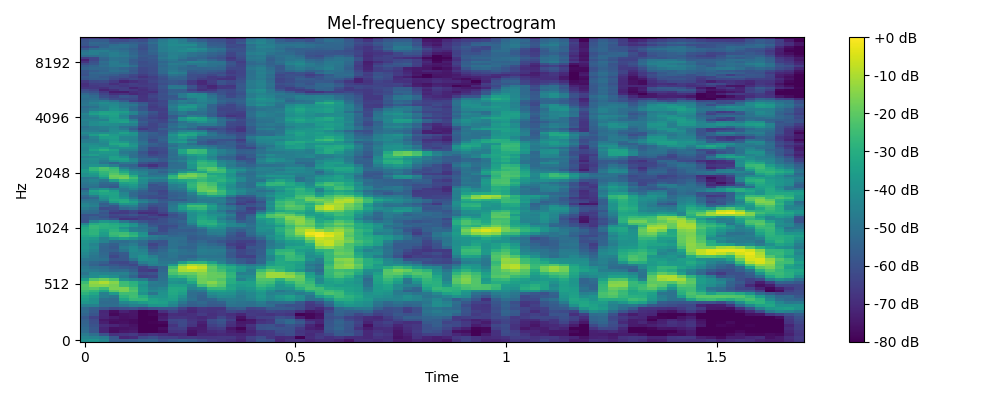 Mel-frequency spectrogram
Hz
8192
4096
2048
1024
512
0
0
0.5
1
1.5
Time
+0 dB
-10 dB
-20 dB
-30 dB
-40 dB
-50 dB
-60 dB
-70 dB
-80 dB